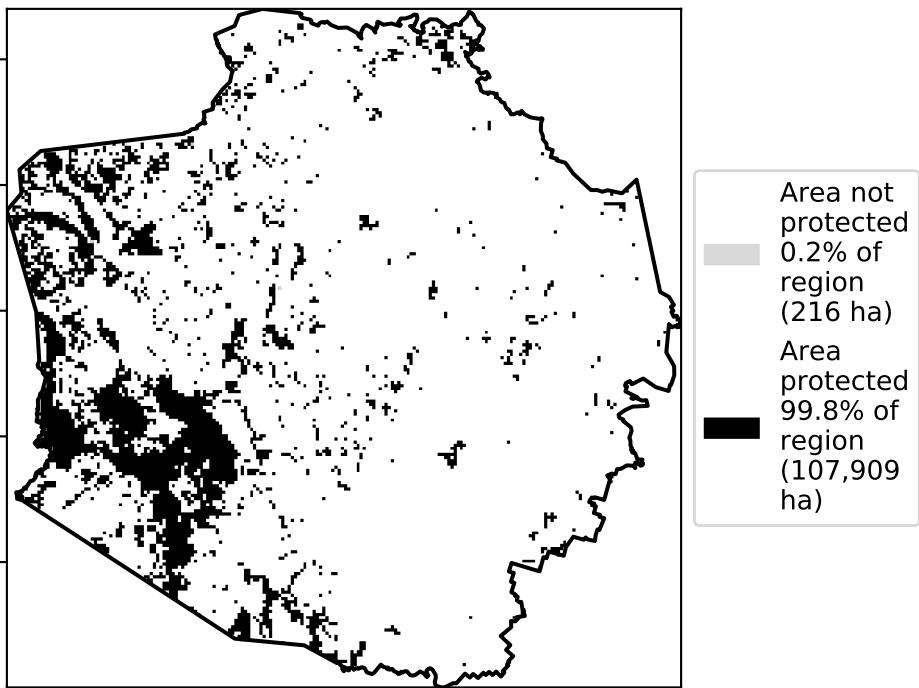 Area not
protected
0.2% of
region
(216 ha)
Area
protected
99.8% of
region
(107,909
ha)